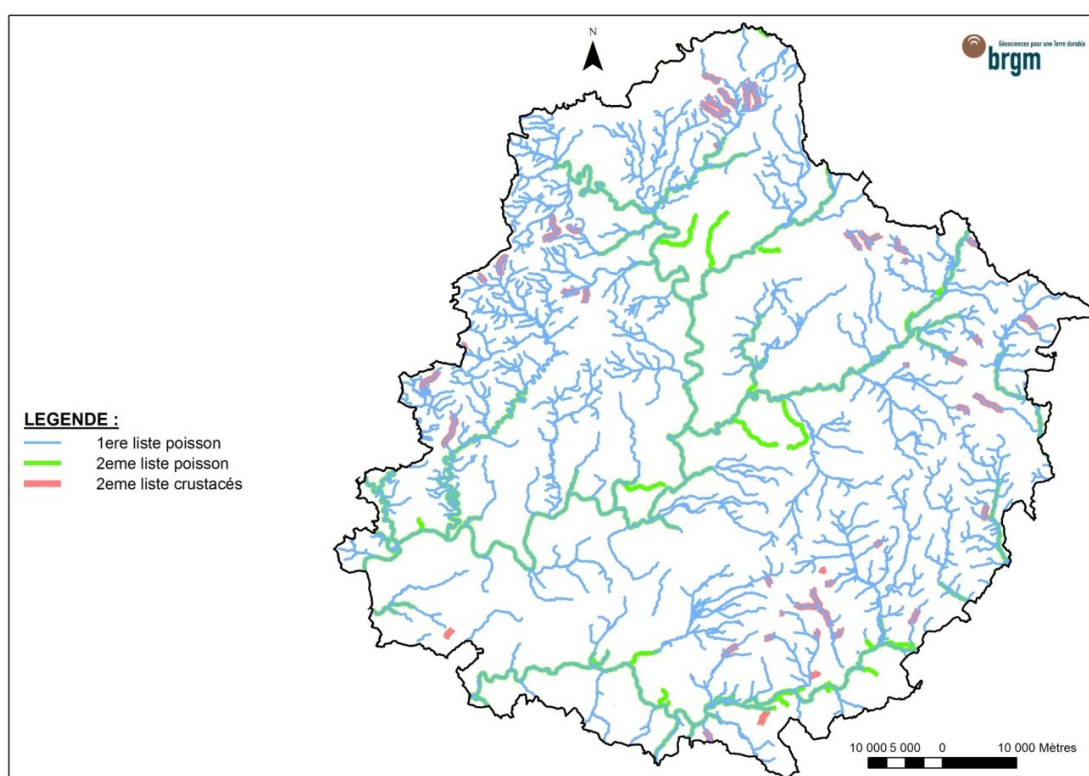 N
Géosciences pour une Terre durable
brgm
LEGENDE :
1ere liste poisson
2eme liste poisson
2eme liste crustacés
10 000 5 000 0 10 000 Mètres